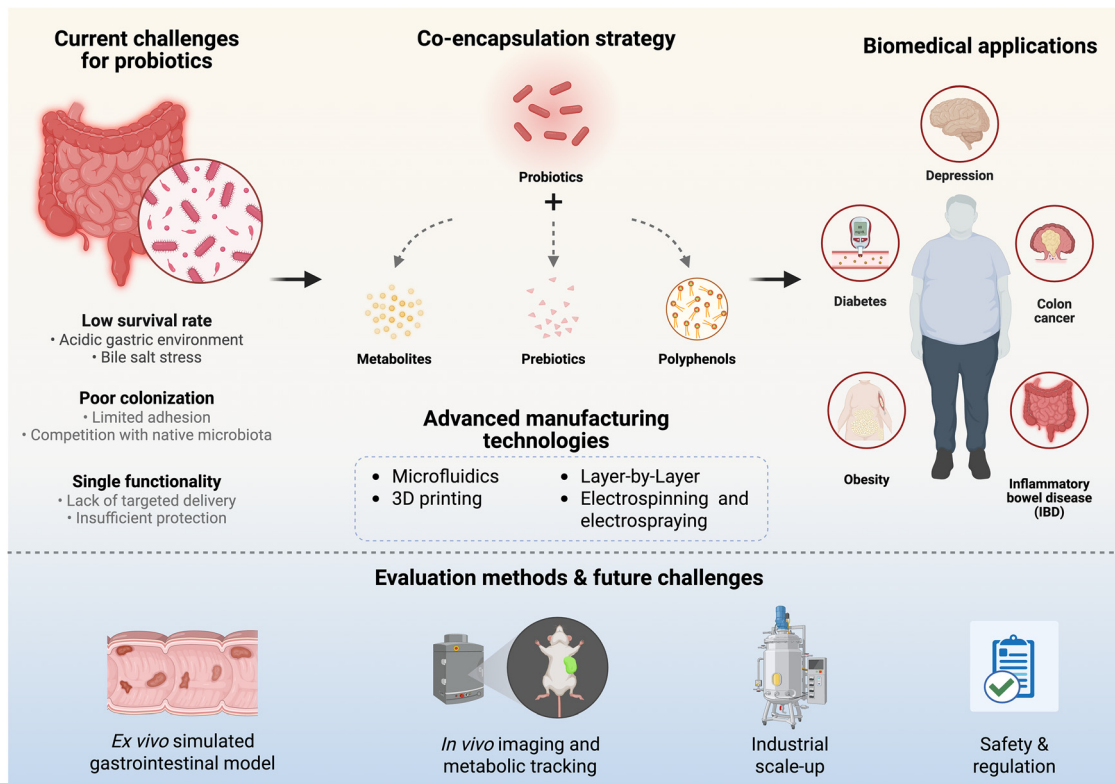 Current challenges
for probiotics
Low survival rate
• Acidic gastric environment
• Bile salt stress
Poor colonization
• Limited adhesion
• Competition with native microbiota
Single functionality
• Lack of targeted delivery
• Insufficient protection
Co-encapsulation strategy
Probiotics
+
Metabolites
Prebiotics
Polyphenols
Advanced manufacturing
technologies
• Microfluidics
• 3D printing
• Layer-by-Layer
• Electrospinning and
electrospraying
Biomedical applications
Depression
Diabetes
Colon
cancer
Obesity
Inflammatory
bowel disease
(IBD)
Evaluation methods & future challenges
Ex vivo simulated
gastrointestinal model
In vivo imaging and
metabolic tracking
Industrial
scale-up
Safety &
regulation